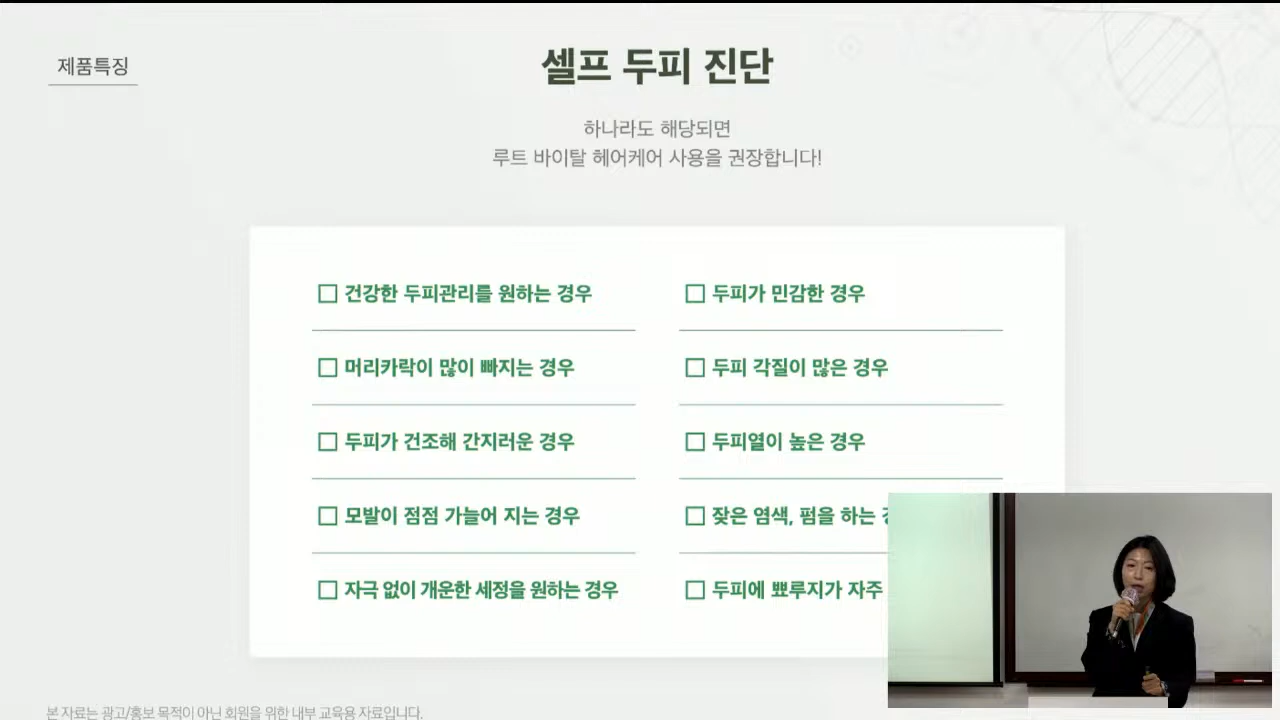 제품특징
셀프 두피 진단
하나라도 해당되면
루트 바이탈 헤어케어 사용을 권장합니다!
□ 건강한 두피관리를 원하는 경우
□ 두피가 민감한 경우
□ 머리카락이 많이 빠지는 경우
□ 두피 각질이 많은 경우
□ 두피가 건조해 간지러운 경우
□ 두피열이 높은 경우
□ 모발이 점점 가늘어 지는 경우
□ 잦은 염색, 펌을 하는
□ 자극 없이 개운한 세정을 원하는 경우
□ 두피에 뾰루지가 자주
본 자료는 광고/홍보 목적이 아닌 회원을 위한 내부 교육용 자료입니다.